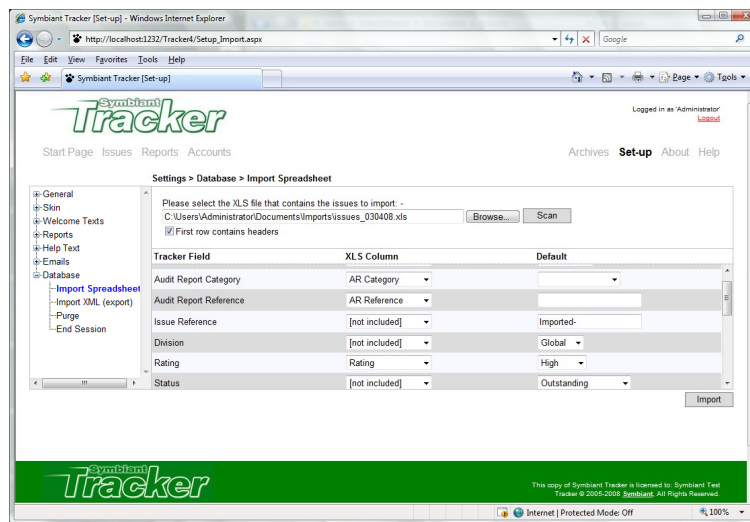 Symbiant Tracker [Set-up] - Windows Internet Explorer
http://localhost:1232/Tracker4/Setup_Import.aspx
Google
File Edit View Favorites Tools Help
Symbiant Tracker [Set-up]
Page Tools
Symbiant
Tracker
Logged in as 'Administrator'
Logout
Start Page Issues Reports Accounts
Archives Set-up About Help
Settings > Database > Import Spreadsheet
General
Skin
Welcome Texts
Reports
Help Text
Emails
Database
Import Spreadsheet
Import XML (export)
Purge
End Session
Please select the XLS file that contains the issues to import: -
C:\Users\Administrator\Documents\Imports\issues_030408.xls Browse... Scan
First row contains headers
Tracker Field XLS Column Default
Audit Report Category AR Category
Audit Report Reference AR Reference
Issue Reference [not included] Imported-
Division [not included] Global
Rating Rating High
Status [not included] Outstanding
Import
Symbiant
Tracker
This copy of Symbiant Tracker is licensed to: Symbiant Test
Tracker © 2005-2008 Symbiant. All Rights Reserved.
Internet | Protected Mode: Off 100%